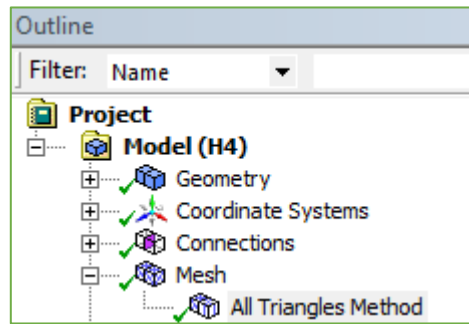 Outline
Filter: Name
Project
Model (H4)
Geometry
Coordinate Systems
Connections
Mesh
All Triangles Method